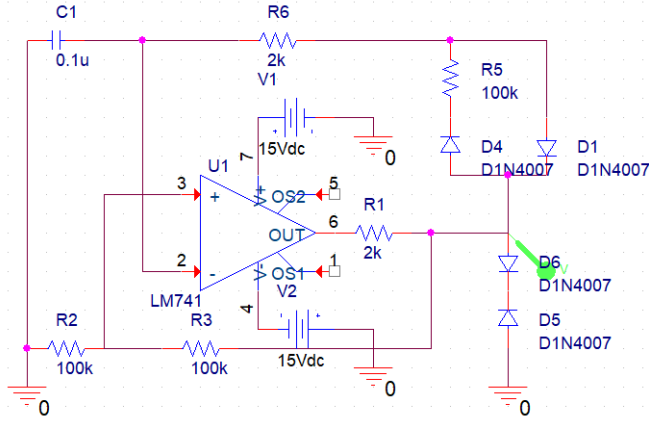 C1
0.1u
R6
2k
R5
100k
D4
D1N4007
D1
D1N4007
V1
15Vdc
0
U1
7
3
+
V+
OS2
5
6
OUT
R1
2k
2
-
V-
OS1
1
LM741
4
V2
15Vdc
0
D6
D1N4007
V
D5
D1N4007
R2
100k
R3
100k
0
0